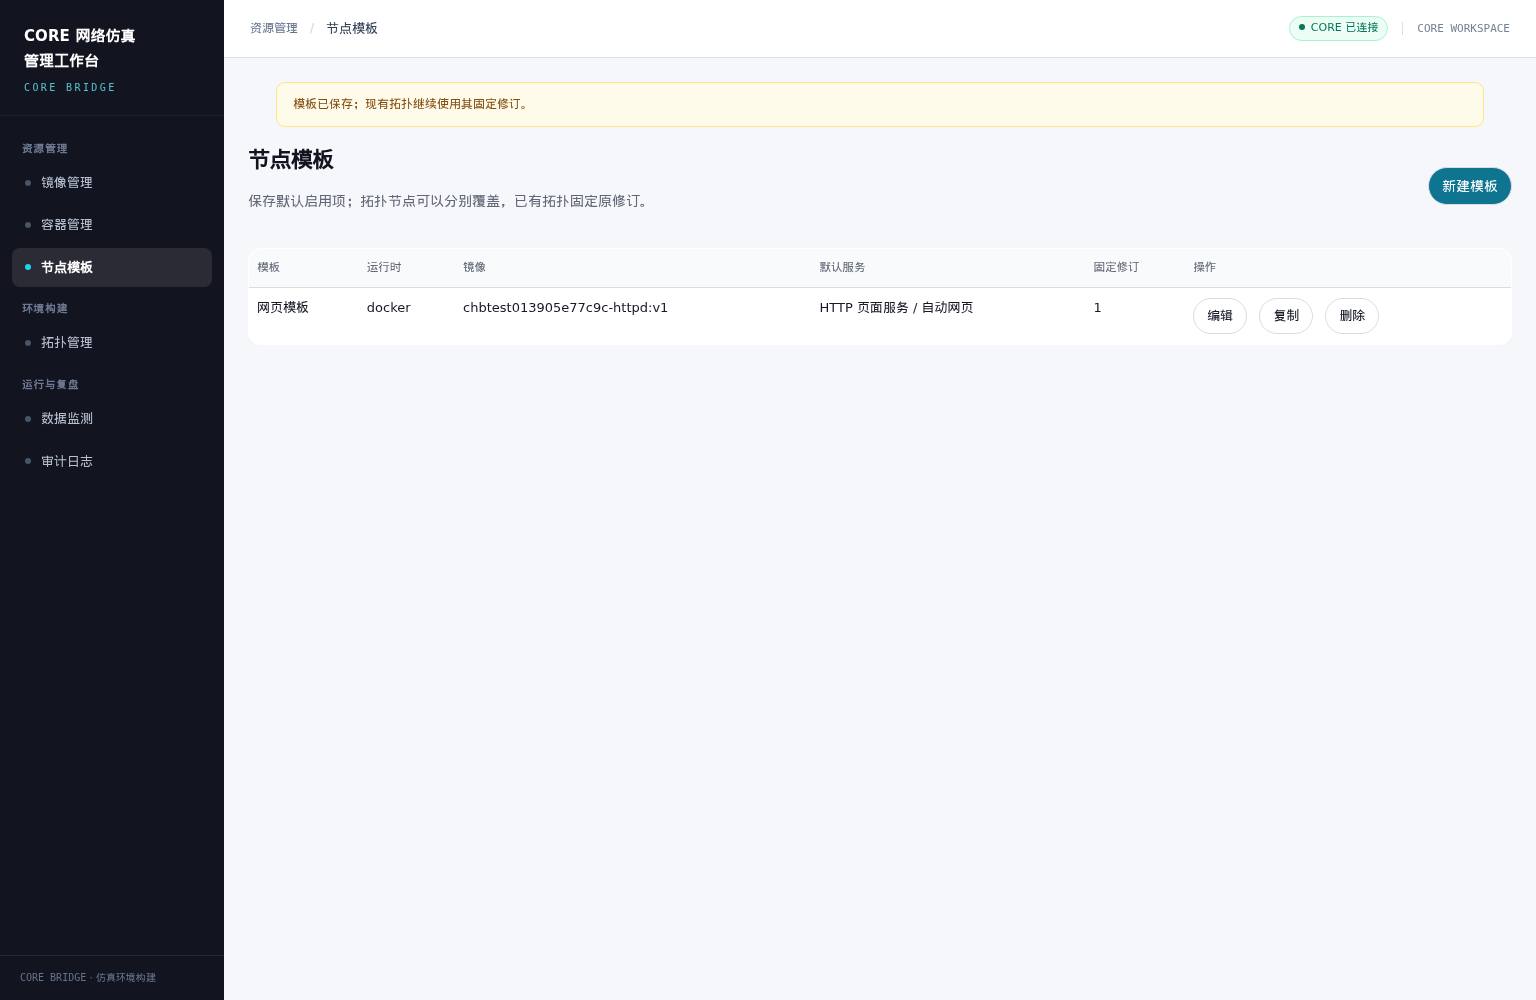 CORE 网络仿真
管理工作台
CORE BRIDGE
资源管理
镜像管理
容器管理
节点模板
环境构建
拓扑管理
运行与复盘
数据监测
审计日志
CORE BRIDGE · 仿真环境构建
资源管理 / 节点模板
CORE 已连接
CORE WORKSPACE
模板已保存；现有拓扑继续使用其固定修订。
节点模板
保存默认启用项；拓扑节点可以分别覆盖，已有拓扑固定原修订。
新建模板
模板 运行时 镜像 默认服务 固定修订 操作
网页模板 docker chbtest013905e77c9c-httpd:v1 HTTP 页面服务 / 自动网页 1 编辑 复制 删除